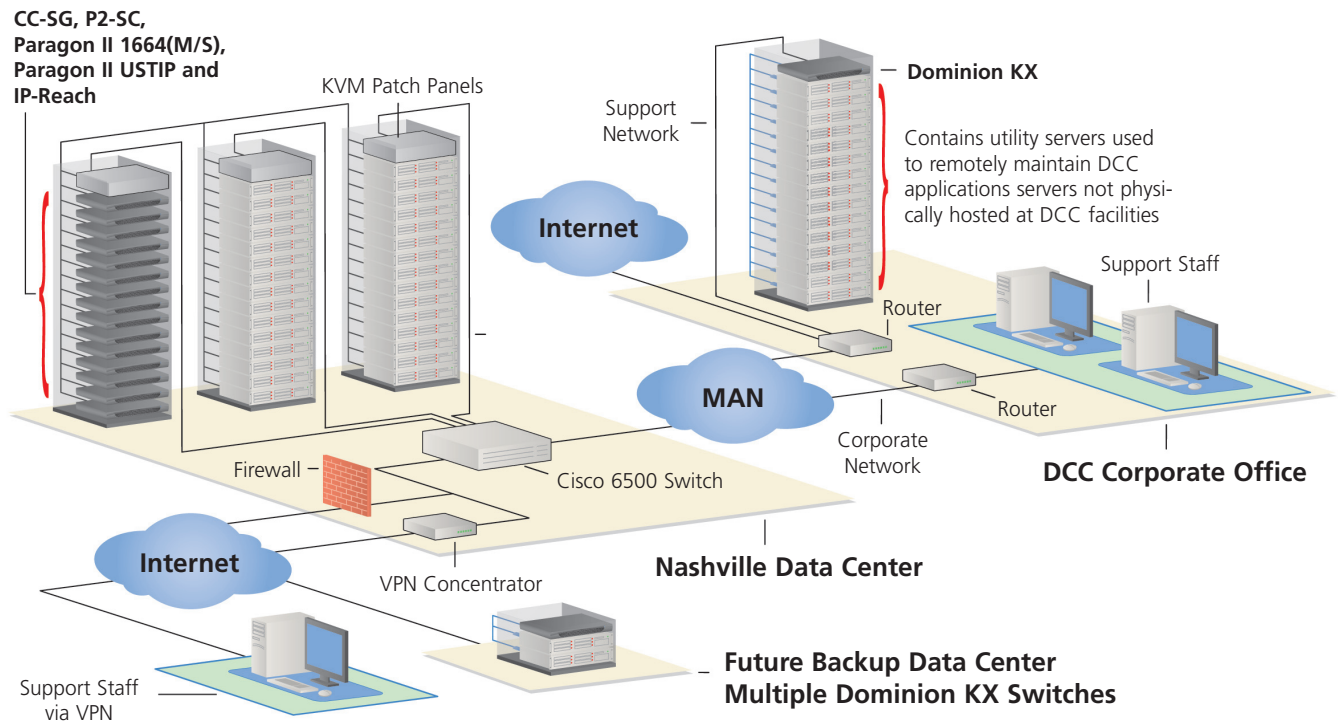 CC-SG, P2-SC,
Paragon II 1664(M/S),
Paragon II USTIP and
IP-Reach
KVM Patch Panels
Support
Network
Dominion KX
Contains utility servers used
to remotely maintain DCC
applications servers not physi-
cally hosted at DCC facilities
Internet
Support Staff
Router
MAN
Router
Corporate
Network
DCC Corporate Office
Firewall
Cisco 6500 Switch
Nashville Data Center
Internet
VPN Concentrator
Future Backup Data Center
Multiple Dominion KX Switches
Support Staff
via VPN